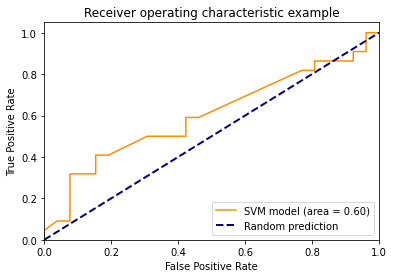 Receiver operating characteristic example
True Positive Rate
1.0
0.8
0.6
0.4
0.2
0.0
SVM model (area = 0.60)
Random prediction
0.0 0.2 0.4 0.6 0.8 1.0
False Positive Rate